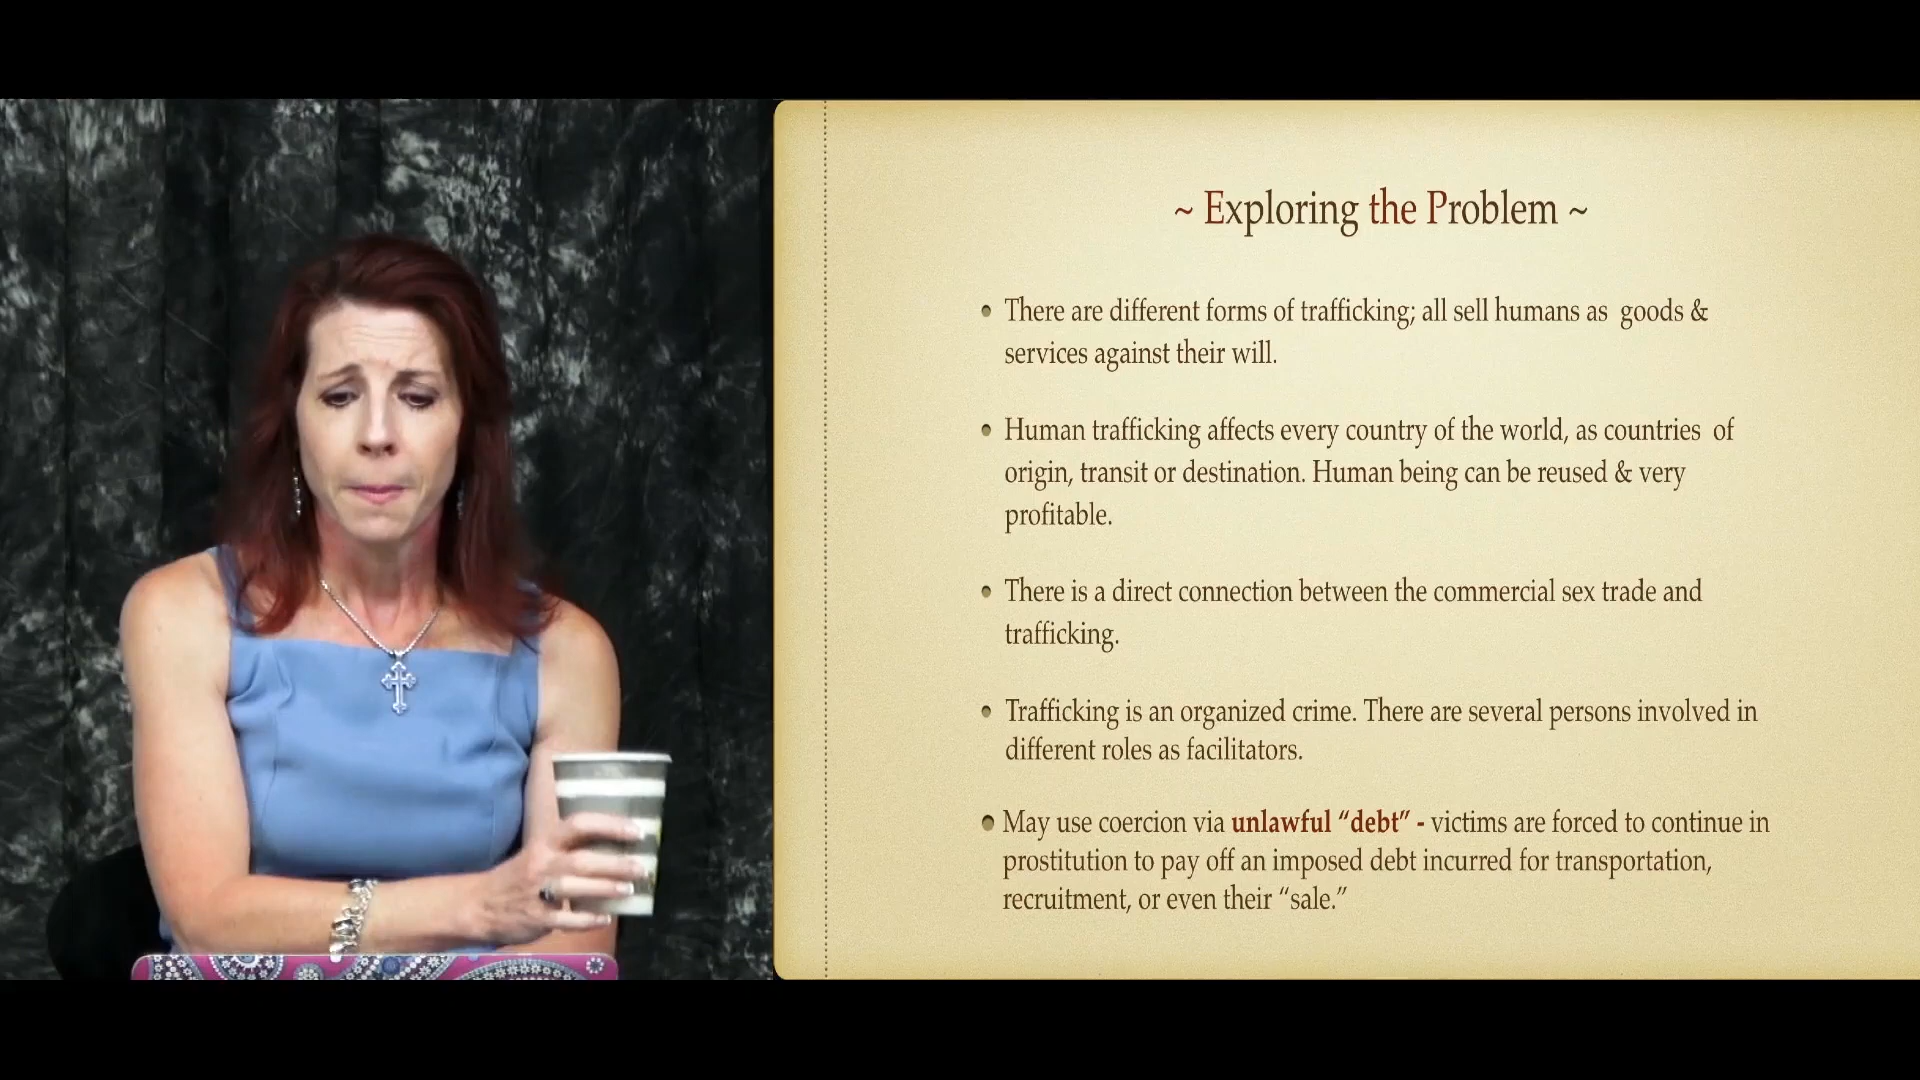 ~ Exploring the Problem ~
• There are different forms of trafficking; all sell humans as goods &
services against their will.
• Human trafficking affects every country of the world, as countries of
origin, transit or destination. Human being can be reused & very
profitable.
• There is a direct connection between the commercial sex trade and
trafficking.
• Trafficking is an organized crime. There are several persons involved in
different roles as facilitators.
• May use coercion via unlawful “debt” - victims are forced to continue in
prostitution to pay off an imposed debt incurred for transportation,
recruitment, or even their “sale.”